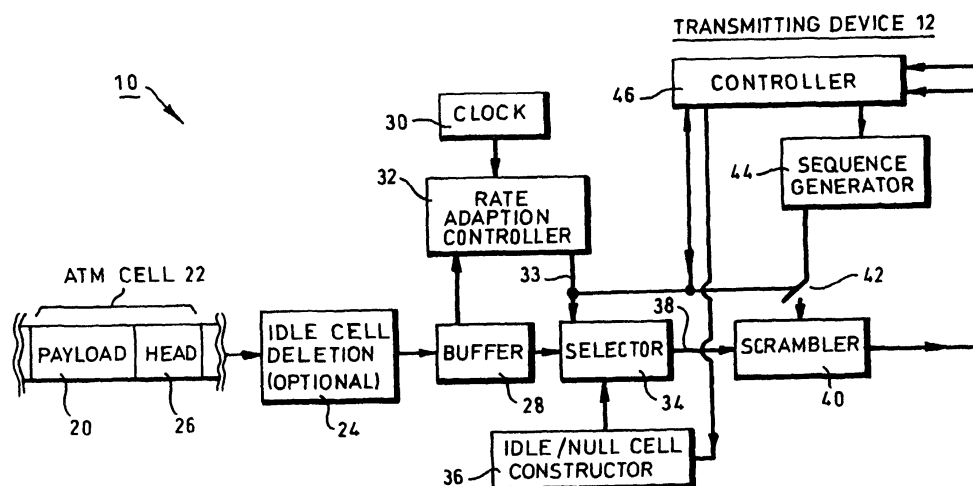 TRANSMITTING DEVICE 12
10
46
CONTROLLER
30
CLOCK
44
SEQUENCE
GENERATOR
32
RATE
ADAPTION
CONTROLLER
33
42
ATM CELL 22
38
PAYLOAD
HEAD
IDLE CELL
DELETION
(OPTIONAL)
BUFFER
SELECTOR
SCRAMBLER
20
26
24
28
34
40
36
IDLE/NULL CELL
CONSTRUCTOR